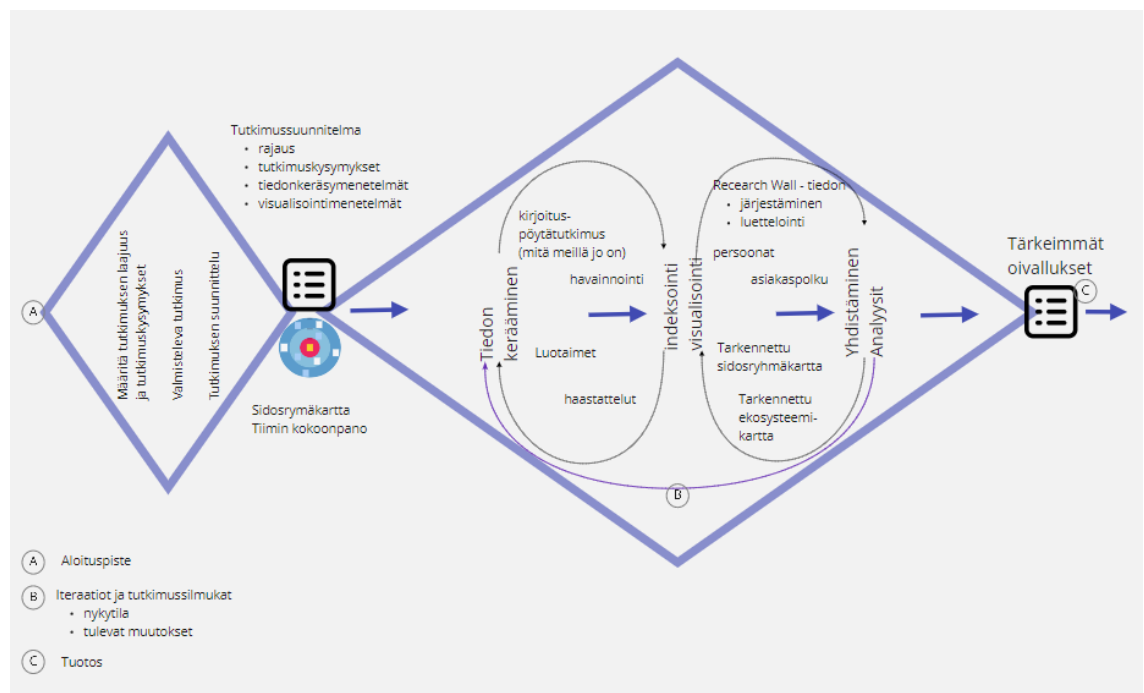 A
Määritä tutkimuksen laajuus
ja tutkimuskysymykset
Valmisteleva tutkimus
Tutkimuksen suunnittelu
Tutkimussuunnitelma
• rajaus
• tutkimuskysymykset
• tiedonkeräsymenetelmät
• visualisointimenetelmät
Sidosrymäkartta
Tiimin kokoonpano
Tiedon
kerääminen
kirjoitus-
pöytätutkimus
(mitä meillä jo on)
havainnointi
Luotaimet
haastattelut
indeksointi
visualisointi
Recearch Wall - tiedon
• järjestäminen
• luettelointi
persoonat
asiakaspolku
Tarkennettu
sidosryhmäkartta
Tarkennettu
ekosysteemi-
kartta
Yhdistäminen
Analyysit
B
Tärkeimmät
oivallukset
C
A Aloituspiste
B Iteraatiot ja tutkimussilmukat
• nykytila
• tulevat muutokset
C Tuotos